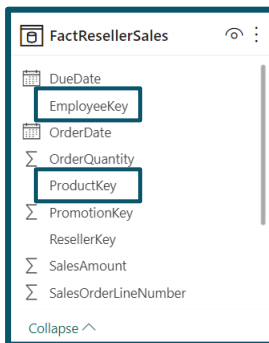 FactResellerSales
DueDate
EmployeeKey
OrderDate
∑ OrderQuantity
ProductKey
∑ PromotionKey
ResellerKey
∑ SalesAmount
∑ SalesOrderLineNumber
Collapse